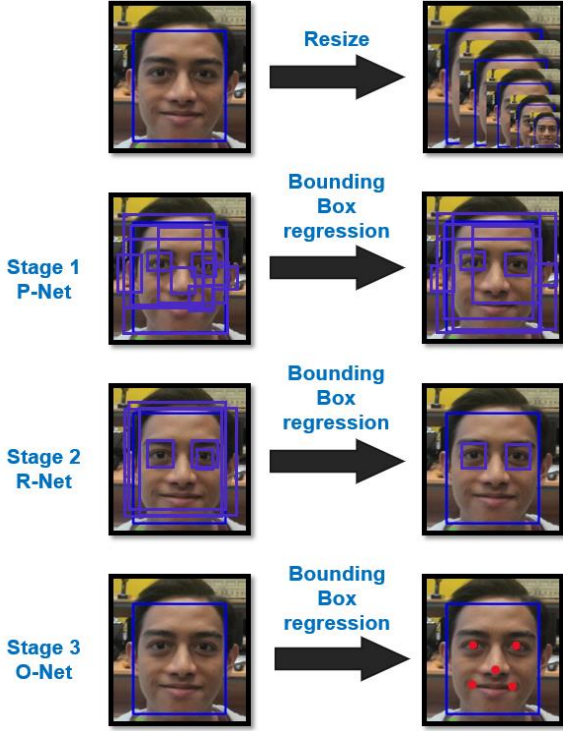 Resize
Bounding
Box
regression
Stage 1
P-Net
Bounding
Box
regression
Stage 2
R-Net
Bounding
Box
regression
Stage 3
O-Net